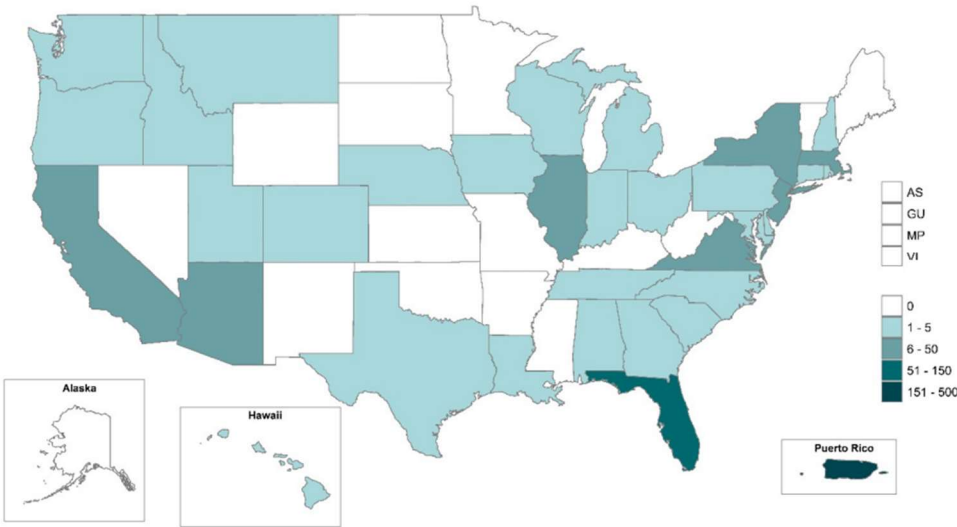 AS
GU
MP
VI
0
1 - 5
6 - 50
51 - 150
151 - 500
Alaska
Hawaii
Puerto Rico